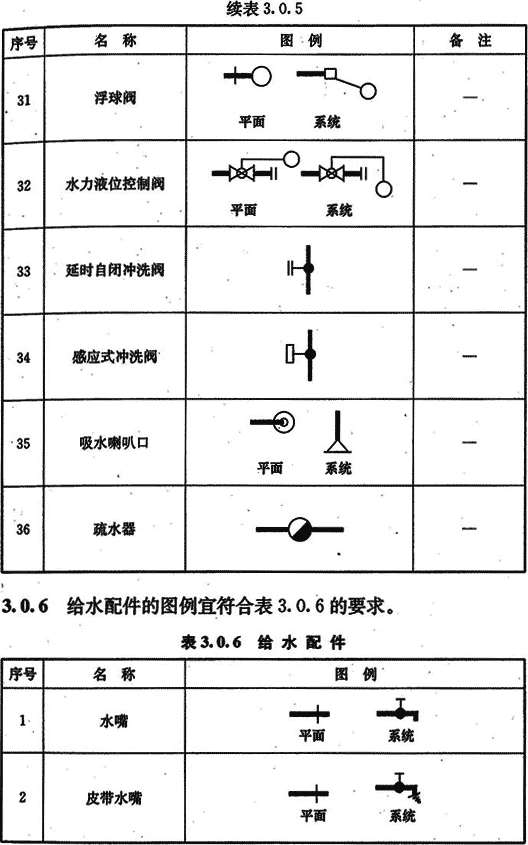 续表3.0.5
序号 名 称 图 例 备 注
31 浮球阀 平面 系统 —
32 水力液位控制阀 平面 系统 —
33 延时自闭冲洗阀 —
34 感应式冲洗阀 —
35 吸水喇叭口 平面 系统 —
36 疏水器 —
3.0.6 给水配件的图例宜符合表3.0.6的要求。
表3.0.6 给 水 配 件
序号 名 称 图 例
1 水嘴 平面 系统
2 皮带水嘴 平面 系统